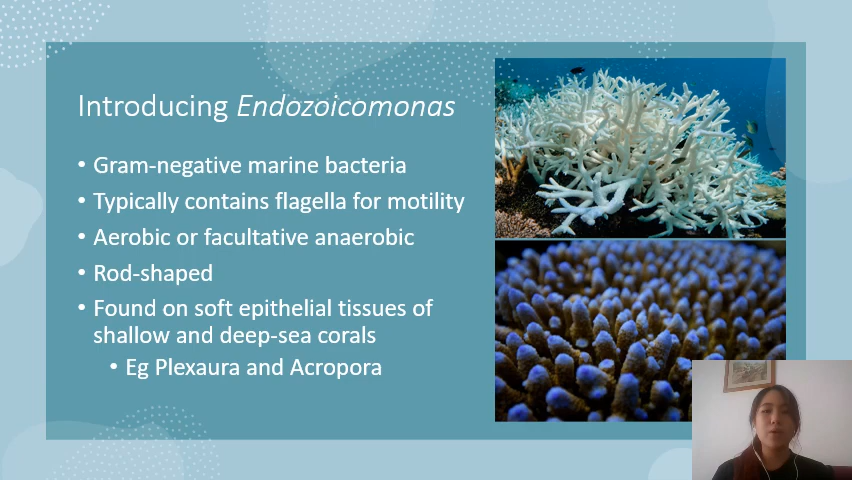 Introducing Endozoicomonas
• Gram-negative marine bacteria
• Typically contains flagella for motility
• Aerobic or facultative anaerobic
• Rod-shaped
• Found on soft epithelial tissues of
shallow and deep-sea corals
• Eg Plexaura and Acropora